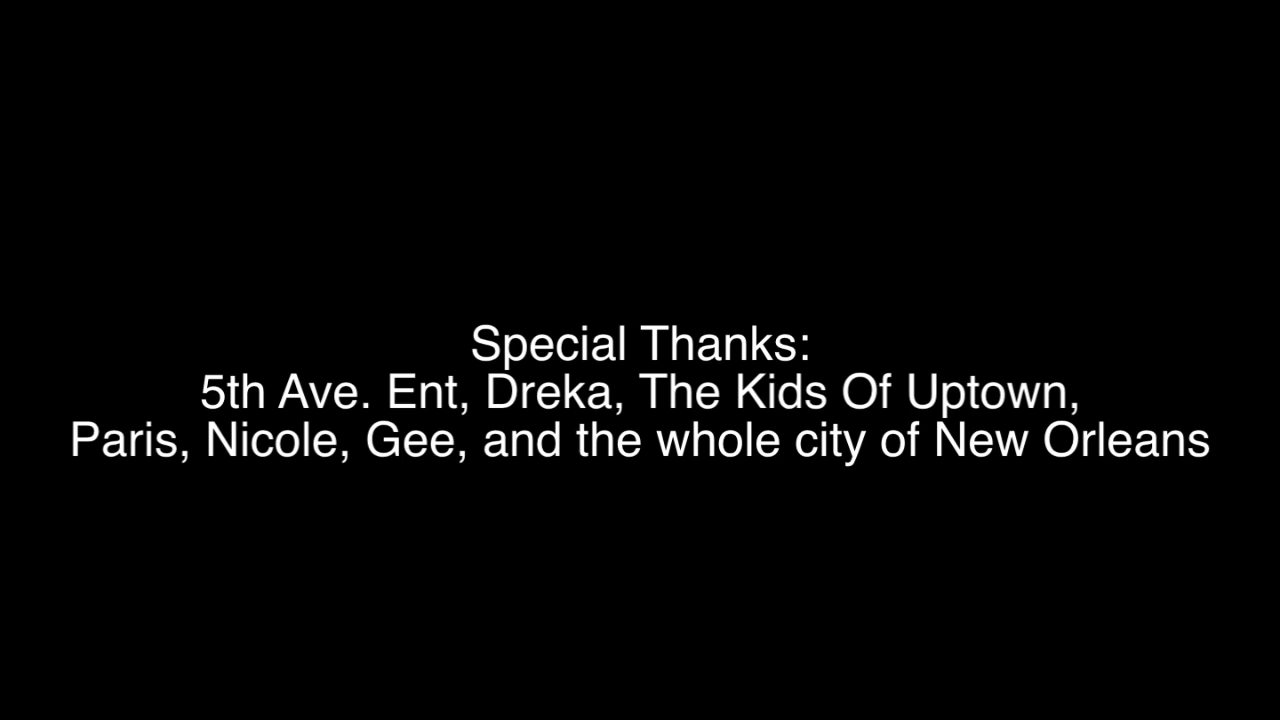 Special Thanks:
5th Ave. Ent, Dreka, The Kids Of Uptown,
Paris, Nicole, Gee, and the whole city of New Orleans